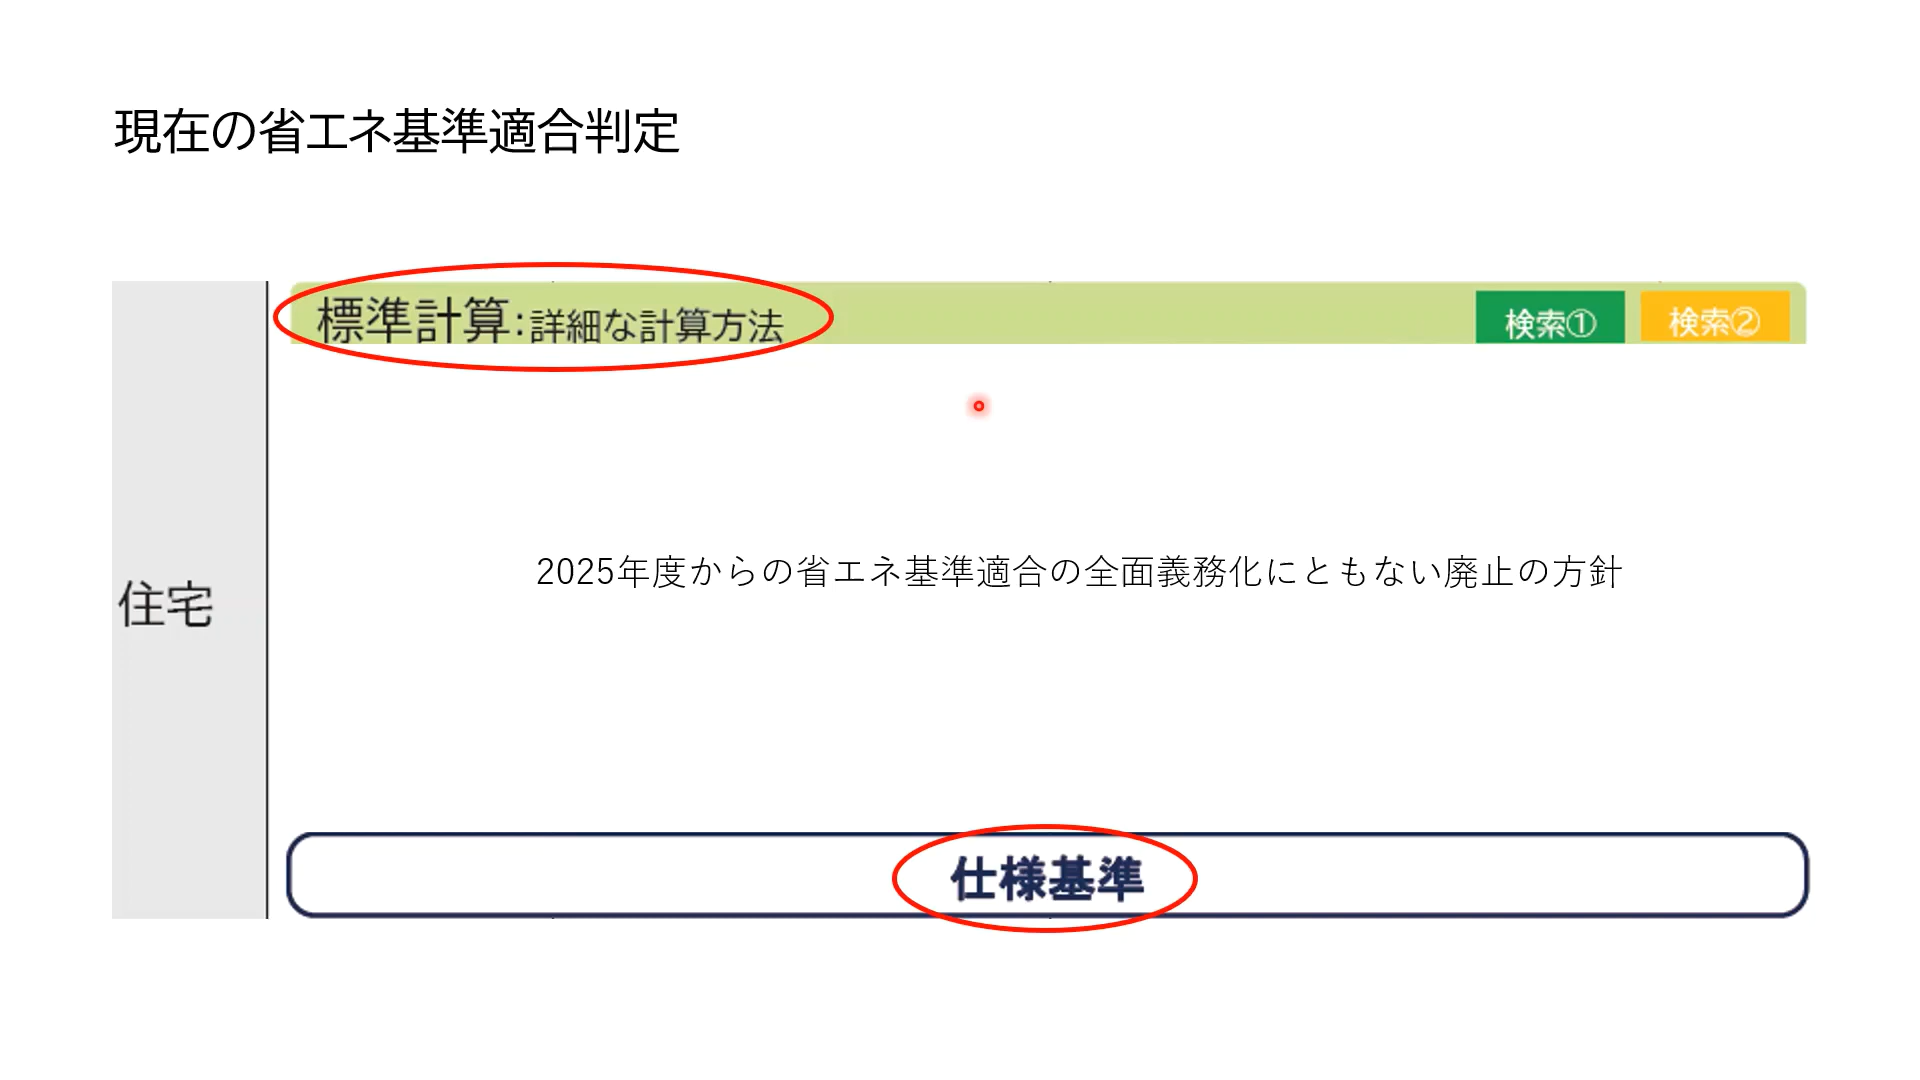 現在の省エネ基準適合判定
標準計算：詳細な計算方法
検索①
検索②
2025年度からの省エネ基準適合の全面義務化にともない廃止の方針
住宅
仕様基準